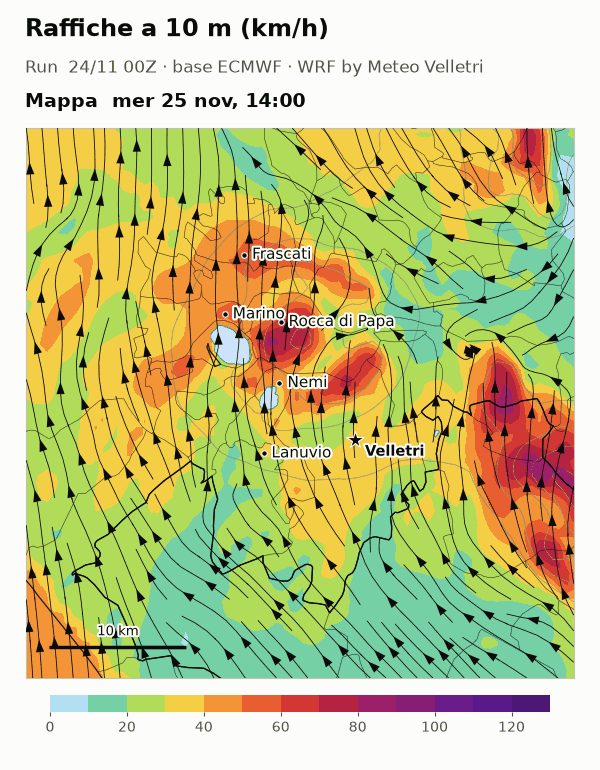 Raffiche a 10 m (km/h)
Run 24/11 00Z · base ECMWF · WRF by Meteo Velletri
Mappa mer 25 nov, 14:00
Frascati
Marino
Rocca di Papa
Nemi
Velletri
Lanuvio
10 km
0 20 40 60 80 100 120